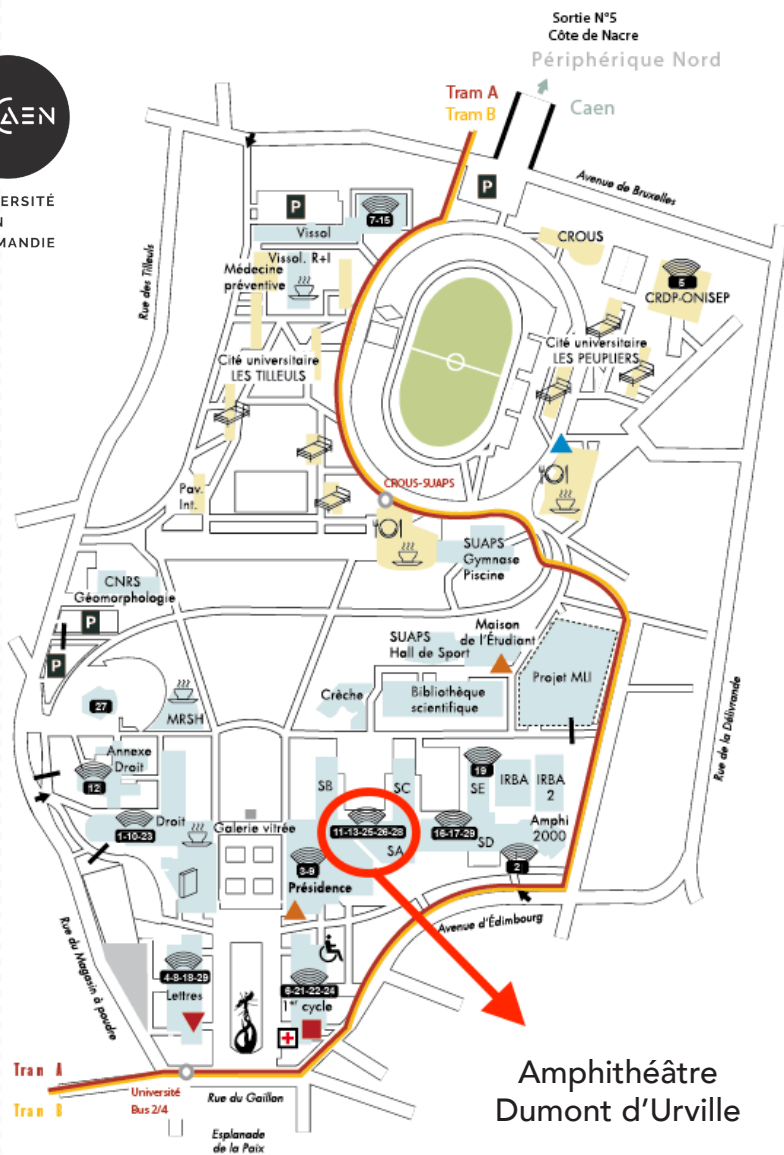 Sortie N°5
Côte de Nacre
Périphérique Nord
Tram A
Tram B
Caen
CAEN
Avenue de Bruxelles
P
P
7-15
Vissol
CROUS
Vissol. R+I
Médecine
préventive
5
CRDP-ONISEP
Rue des Tilleuls
Cité universitaire
LES TILLEULS
Cité universitaire
LES PEUPLIERS
CROUS-SUAPS
Pav.
Int.
SUAPS
Gymnase
Piscine
CNRS
Géomorphologie
P
P
Maison
de l'Étudiant
SUAPS
Hall de Sport
Projet MLI
Crèche
Bibliothèque
scientifique
27
MRSH
Rue de la Délivrande
Annexe
Droit
12
SB
SC
19
SE
IRBA
IRBA
2
1-10-23
Droit
Galerie vitrée
11-13-25-26-28
SA
16-17-29
SD
Amphi
2000
3-9
Présidence
2
Avenue d'Édimbourg
Rue du Magasin à poudre
4-8-18-29
Lettres
6-21-22-24
1er cycle
Tram A
Tram B
Université
Bus 2/4
Rue du Gaillon
Esplanade
de la Paix
Amphithéâtre
Dumont d'Urville